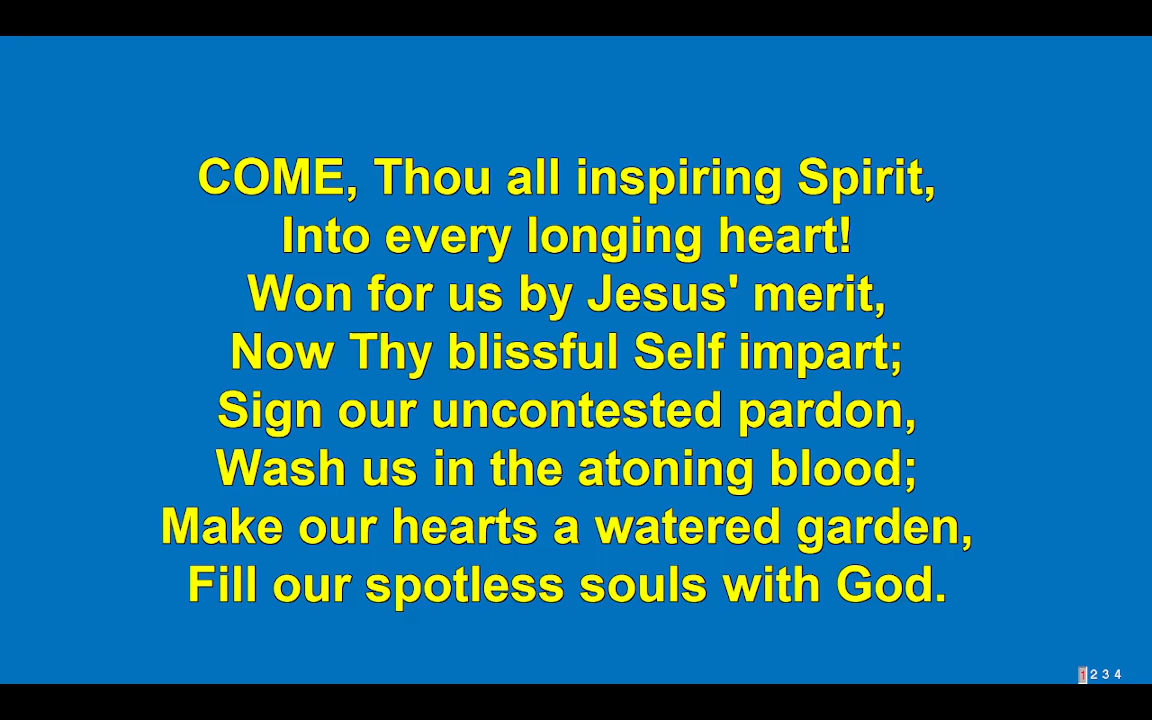 COME, Thou all inspiring Spirit,
Into every longing heart!
Won for us by Jesus' merit,
Now Thy blissful Self impart;
Sign our uncontested pardon,
Wash us in the atoning blood;
Make our hearts a watered garden,
Fill our spotless souls with God.
1 2 3 4